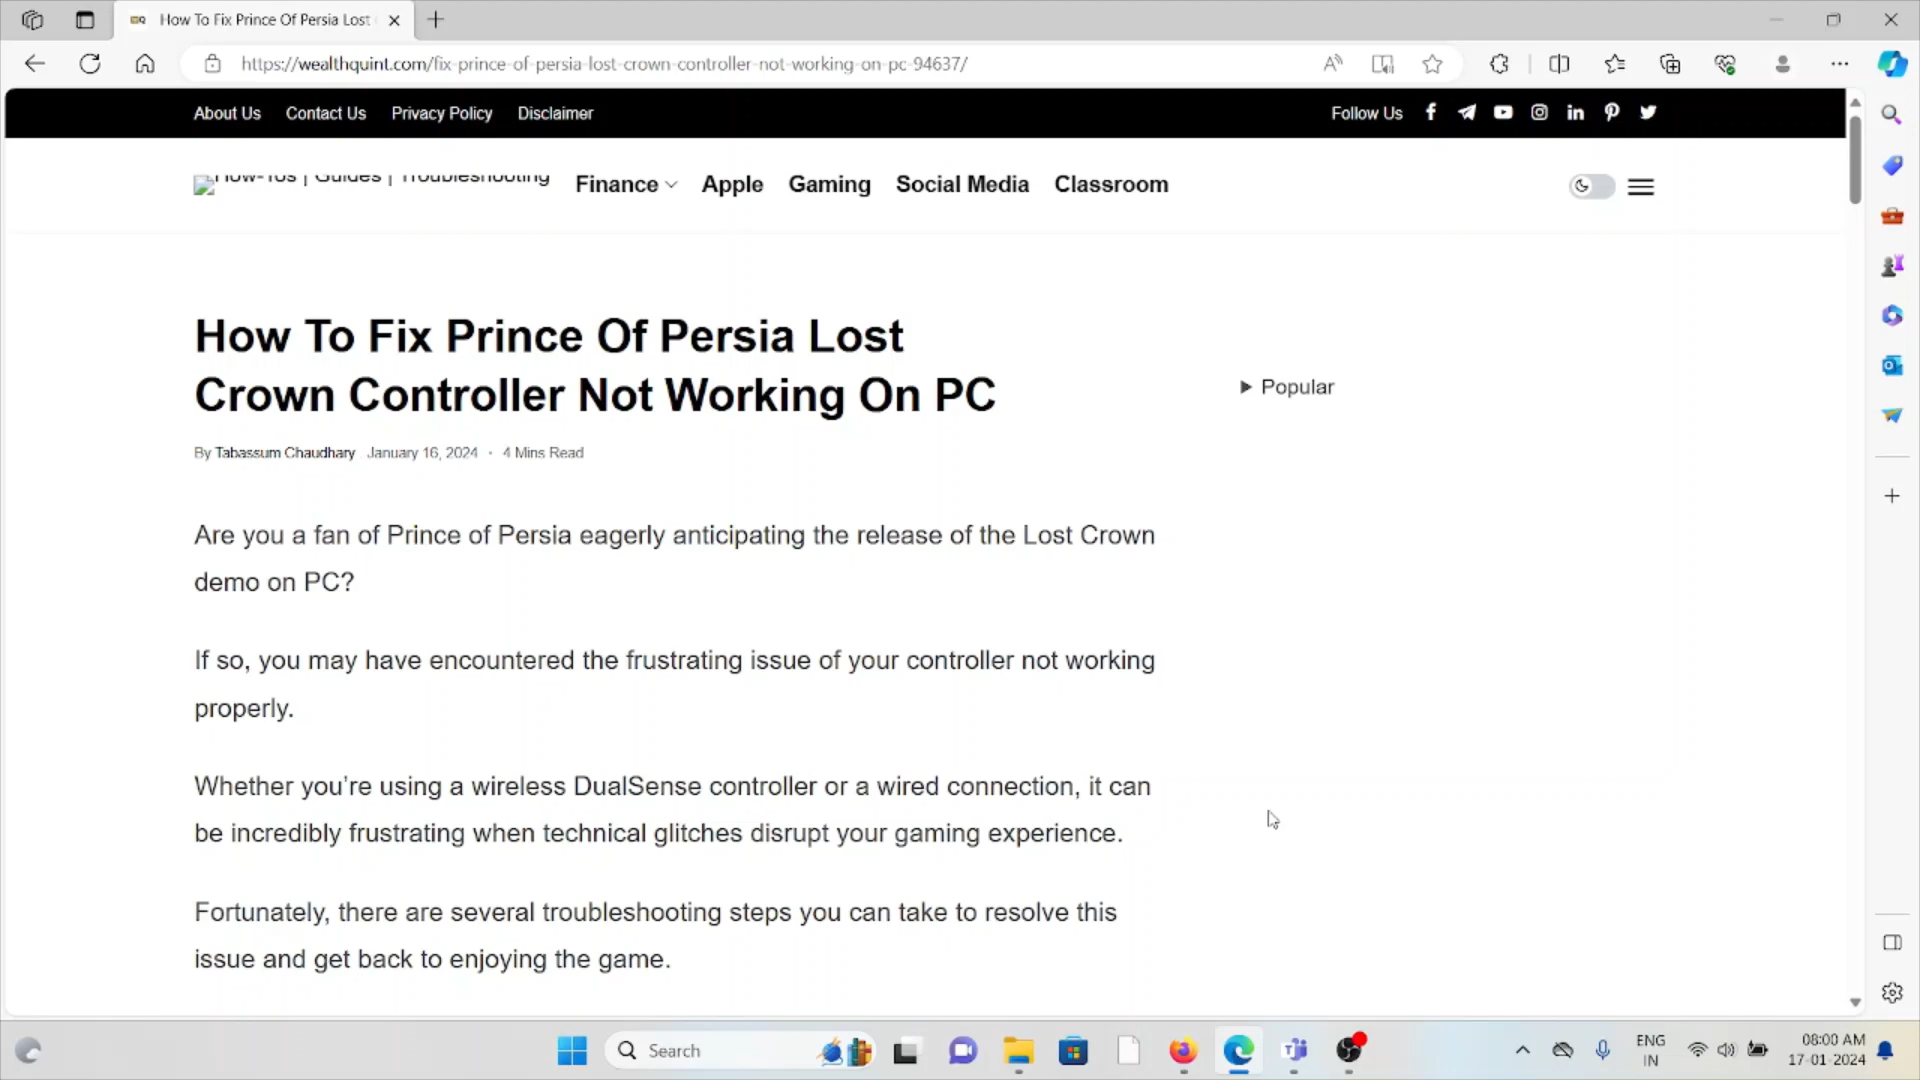 How To Fix Prince Of Persia Lost
https://wealthquint.com/fix-prince-of-persia-lost-crown-controller-not-working-on-pc-94637/
About Us Contact Us Privacy Policy Disclaimer Follow Us
How-Tos | Guides | Troubleshooting Finance Apple Gaming Social Media Classroom
How To Fix Prince Of Persia Lost
Crown Controller Not Working On PC
By Tabassum Chaudhary January 16, 2024 • 4 Mins Read
Popular
Are you a fan of Prince of Persia eagerly anticipating the release of the Lost Crown
demo on PC?
If so, you may have encountered the frustrating issue of your controller not working
properly.
Whether you’re using a wireless DualSense controller or a wired connection, it can
be incredibly frustrating when technical glitches disrupt your gaming experience.
Fortunately, there are several troubleshooting steps you can take to resolve this
issue and get back to enjoying the game.
Search
ENG
IN
08:00 AM
17-01-2024